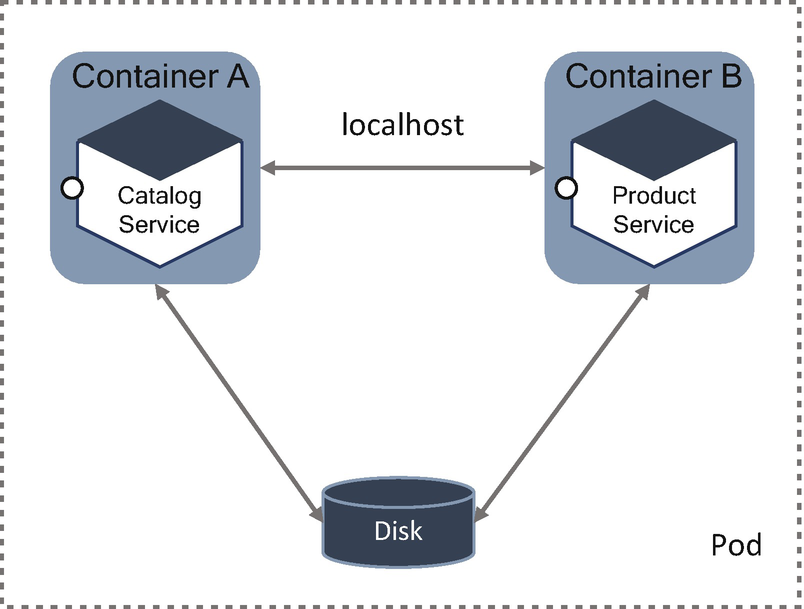 Container A
Container B
localhost
Catalog
Service
Product
Service
Disk
Pod